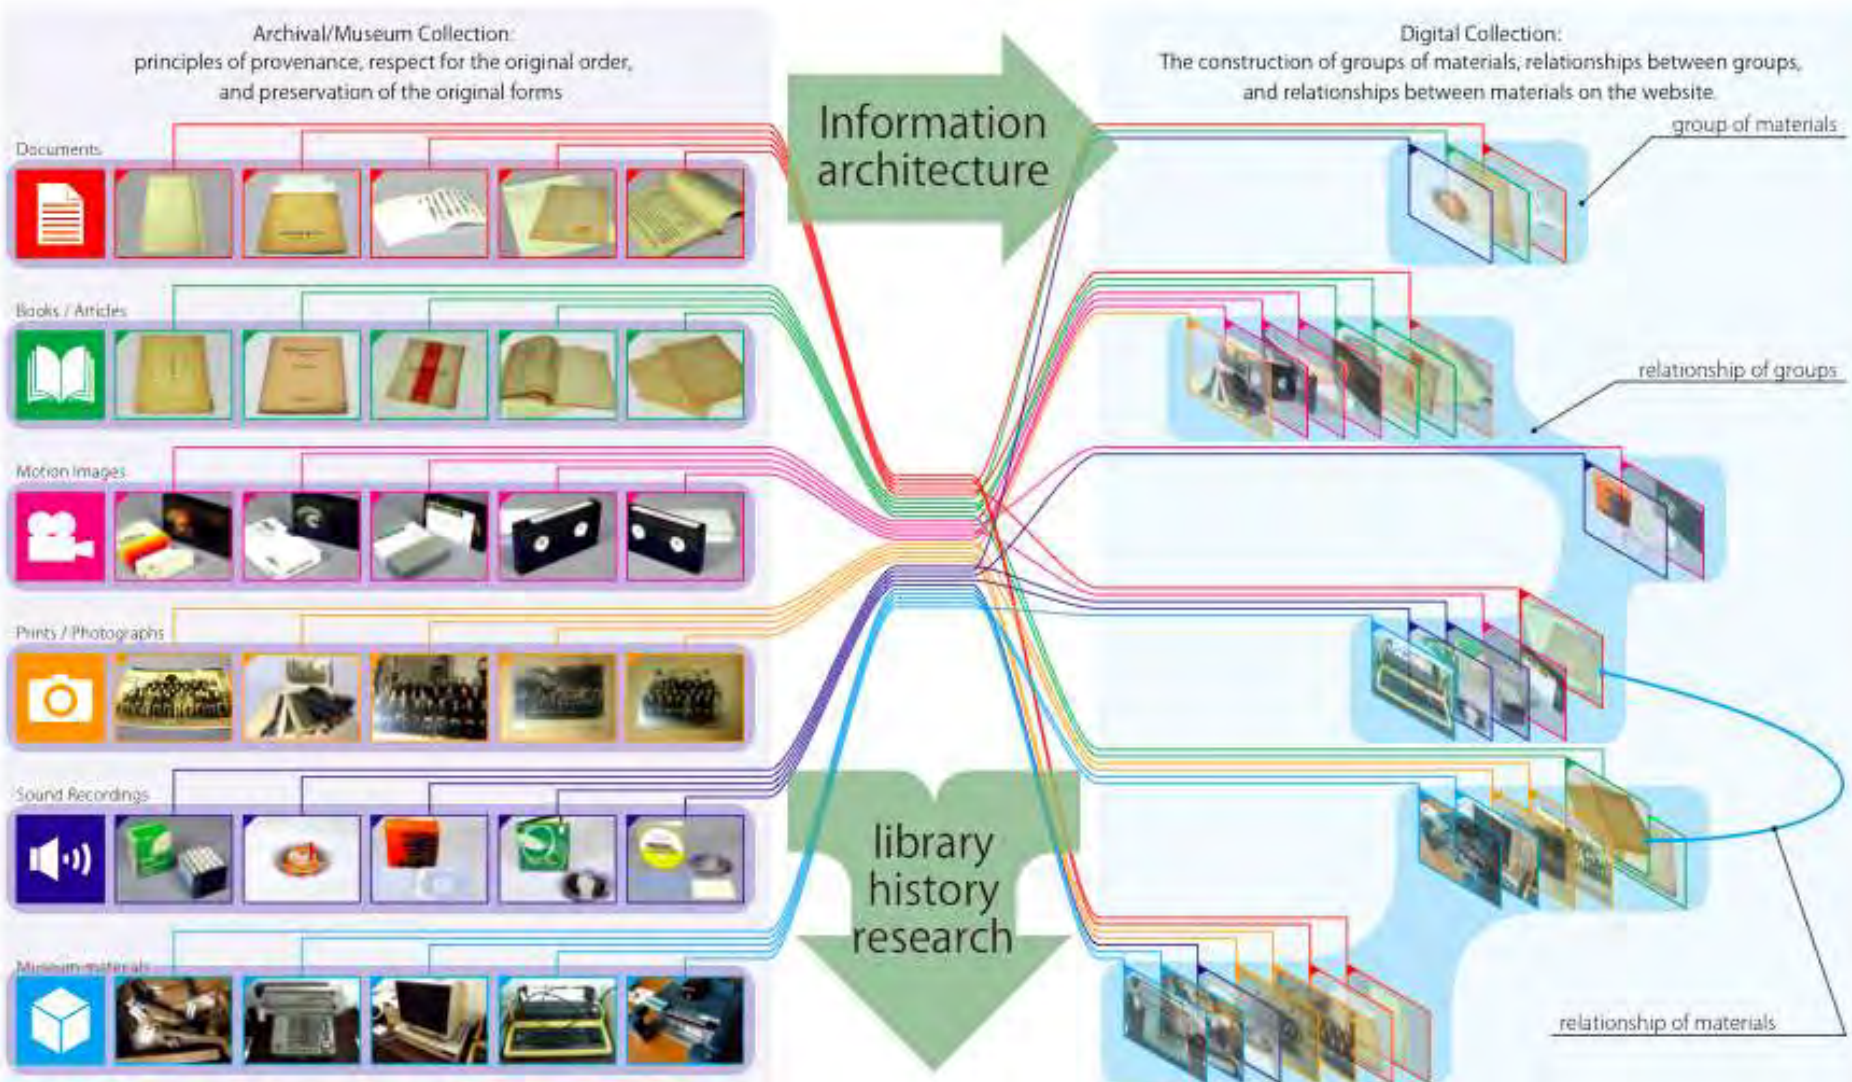 Archival/Museum Collection:
principles of provenance, respect for the original order,
and preservation of the original forms
Information
architecture
Digital Collection:
The construction of groups of materials, relationships between groups,
and relationships between materials on the website.
group of materials
Documents
Books / Articles
relationship of groups
Motion Images
Prints / Photographs
Sound Recordings
library
history
research
Museum materials
relationship of materials